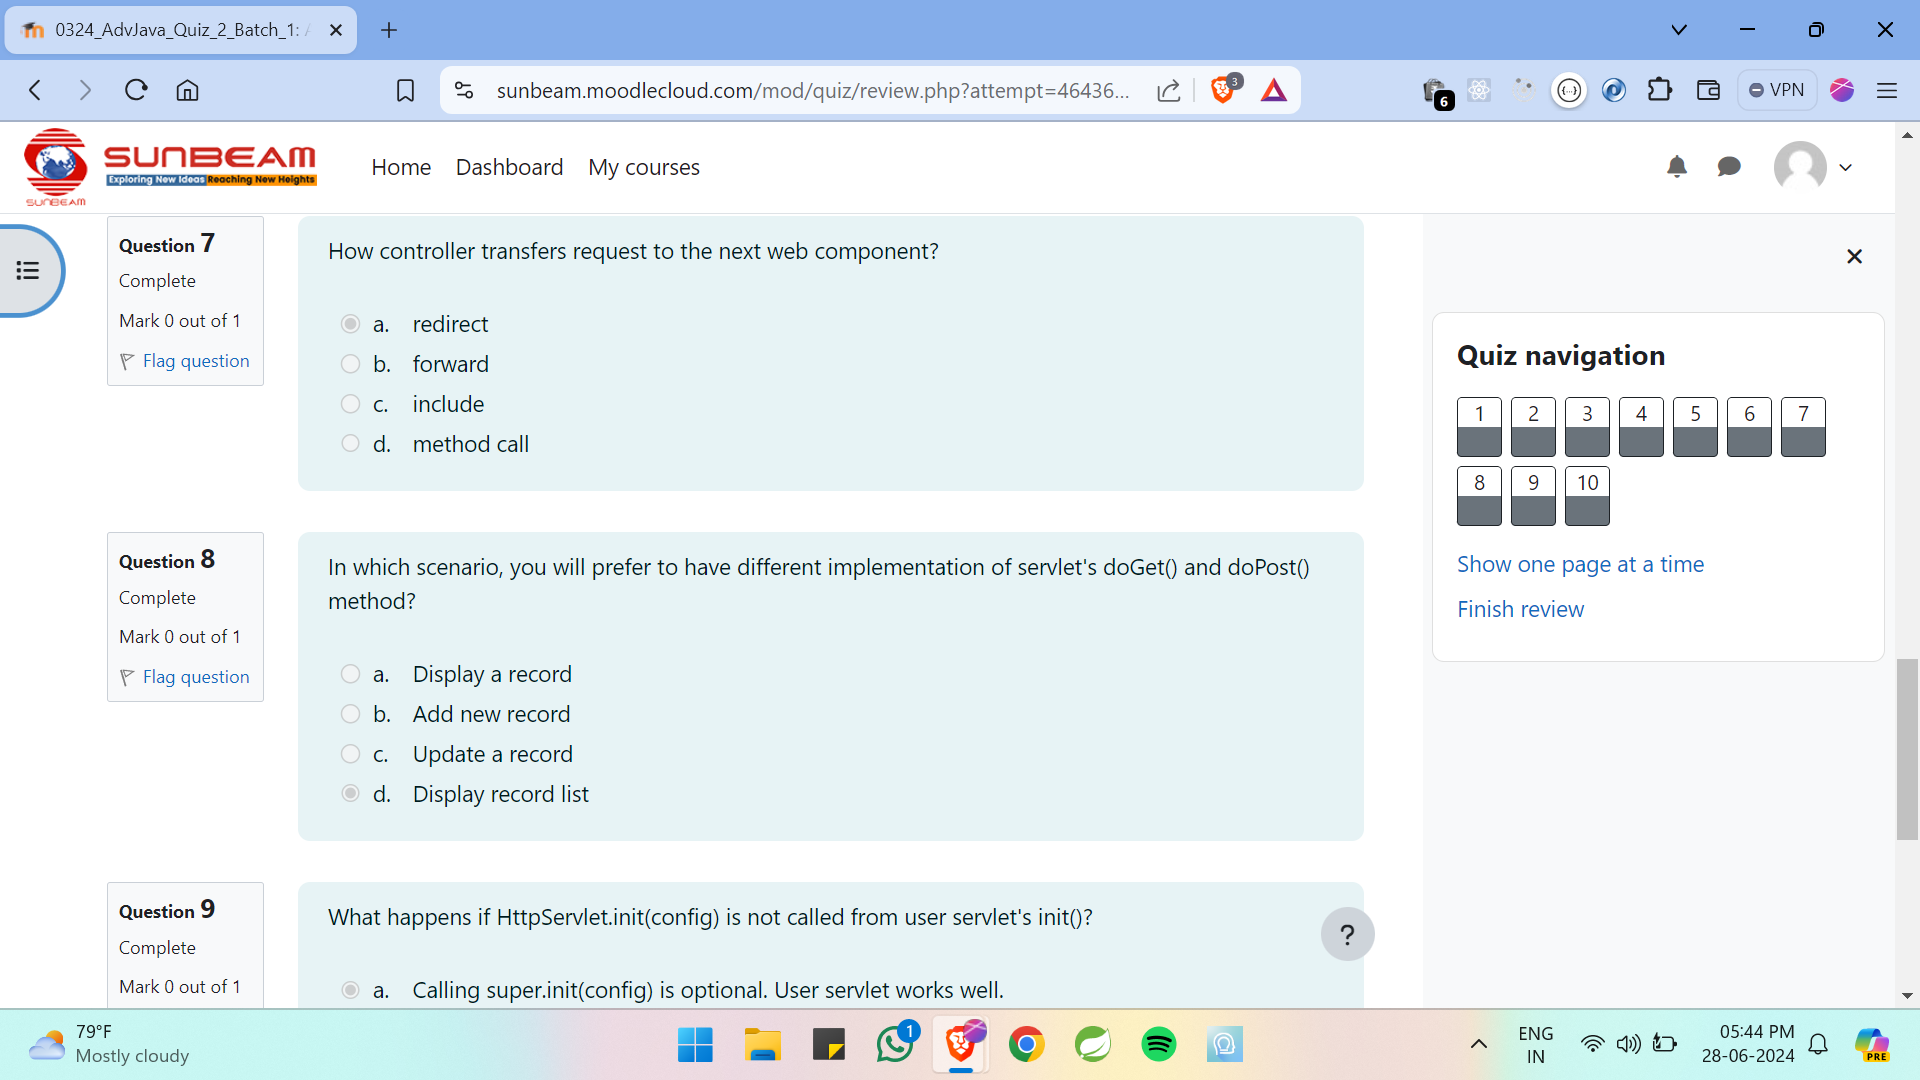 0324_AdvJava_Quiz_2_Batch_1:
sunbeam.moodlecloud.com/mod/quiz/review.php?attempt=46436...
3
6
VPN
SUNBEAM
Exploring New Ideas Reaching New Heights
SUNBEAM
Home
Dashboard
My courses
Question 7
Complete
Mark 0 out of 1
Flag question
How controller transfers request to the next web component?
a. redirect
b. forward
c. include
d. method call
Question 8
Complete
Mark 0 out of 1
Flag question
In which scenario, you will prefer to have different implementation of servlet's doGet() and doPost()
method?
a. Display a record
b. Add new record
c. Update a record
d. Display record list
Question 9
Complete
Mark 0 out of 1
What happens if HttpServlet.init(config) is not called from user servlet's init()?
a. Calling super.init(config) is optional. User servlet works well.
?
Quiz navigation
1 2 3 4 5 6 7
8 9 10
Show one page at a time
Finish review
79°F
Mostly cloudy
1
ENG
IN
05:44 PM
28-06-2024
PRE